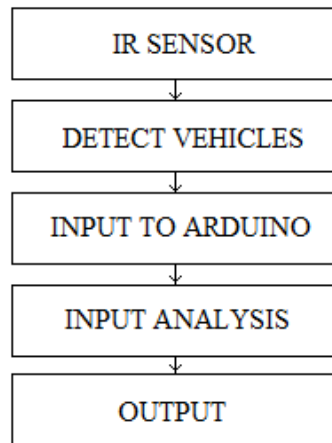 IR SENSOR
DETECT VEHICLES
INPUT TO ARDUINO
INPUT ANALYSIS
OUTPUT